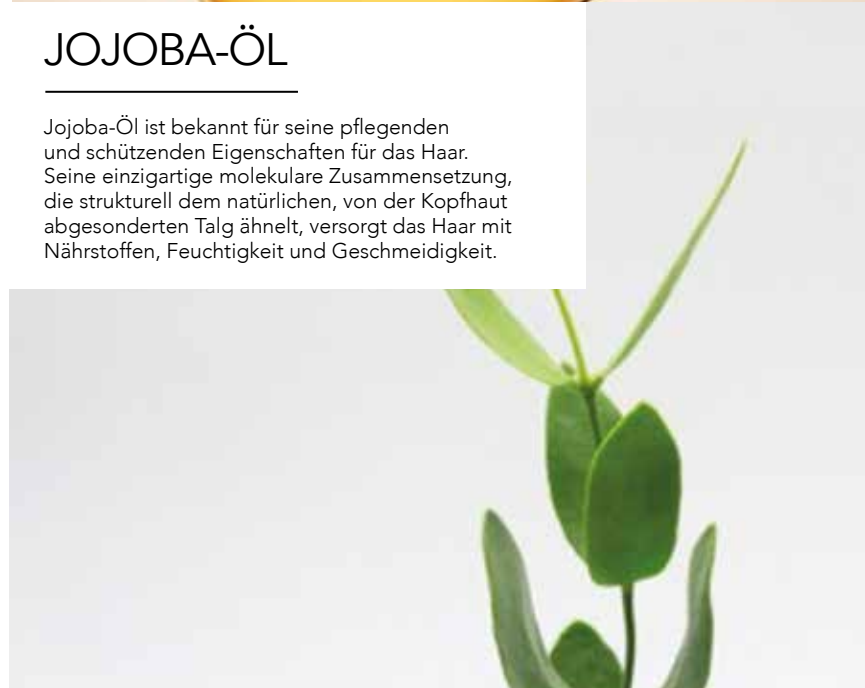 JOJOBA-ÖL
Jojoba-Öl ist bekannt für seine pflegenden
und schützenden Eigenschaften für das Haar.
Seine einzigartige molekulare Zusammensetzung,
die strukturell dem natürlichen, von der Kopfhaut
abgesonderten Talg ähnelt, versorgt das Haar mit
Nährstoffen, Feuchtigkeit und Geschmeidigkeit.